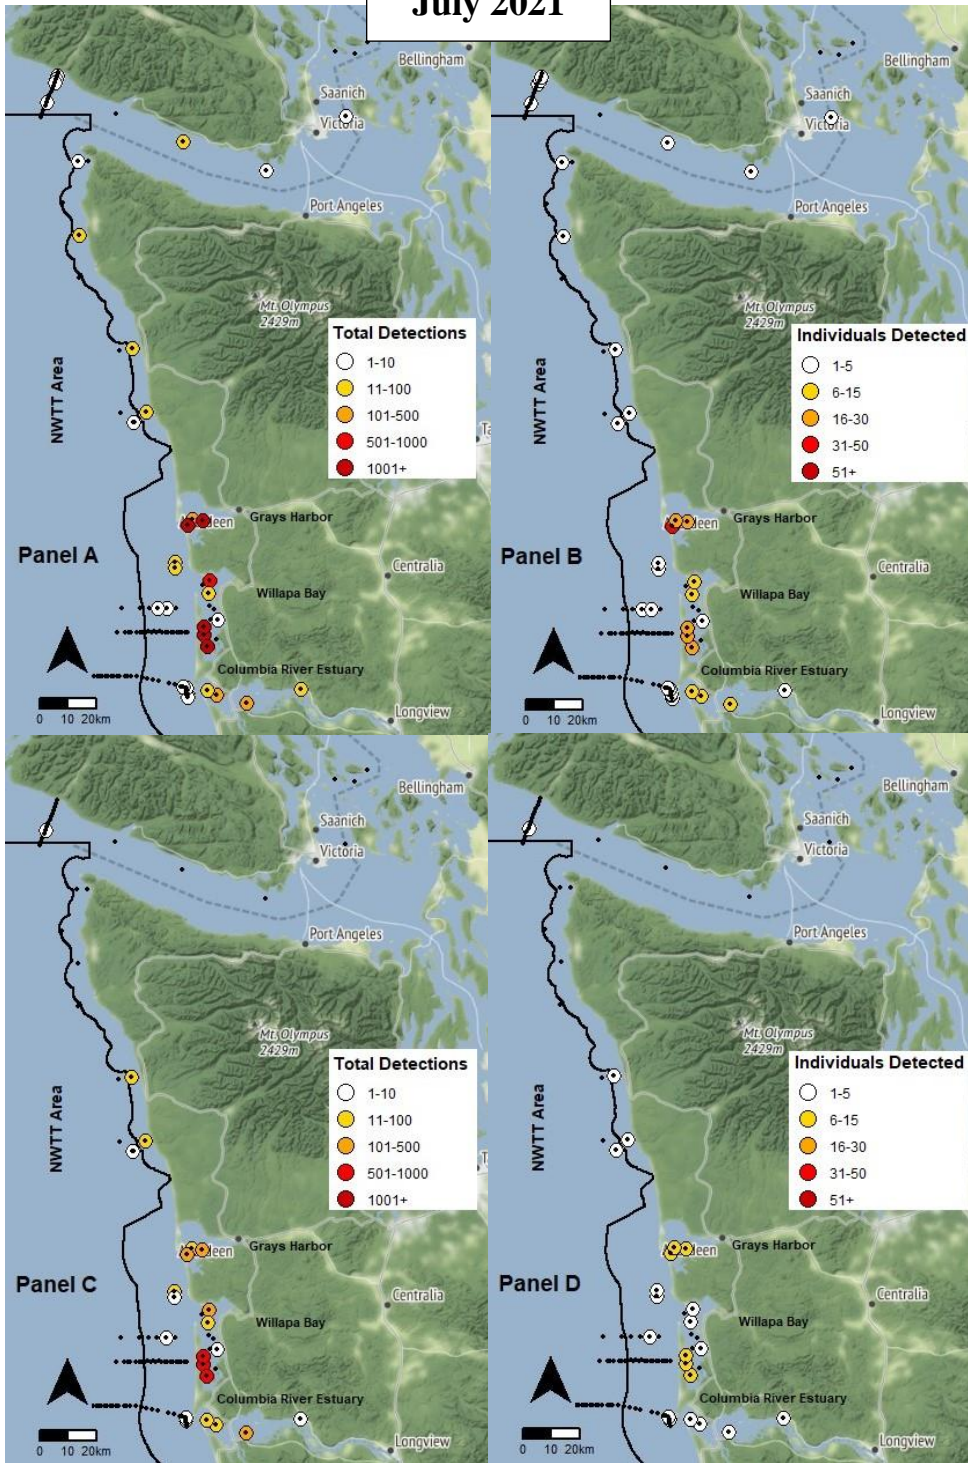 July 2021
Bellingham
Saanich
Victoria
Port Angeles
Mt. Olympus
2429m
Total Detections
1-10
11-100
101-500
501-1000
1001+
NWTT Area
Grays Harbor
Panel A
Centralia
Willapa Bay
Columbia River Estuary
0 10 20km
Longview
Bellingham
Saanich
Victoria
Port Angeles
Mt. Olympus
2429m
Individuals Detected
1-5
6-15
16-30
31-50
51+
NWTT Area
Grays Harbor
Panel B
Centralia
Willapa Bay
Columbia River Estuary
0 10 20km
Longview
Bellingham
Saanich
Victoria
Port Angeles
Mt. Olympus
2429m
Total Detections
1-10
11-100
101-500
501-1000
1001+
NWTT Area
Grays Harbor
Panel C
Centralia
Willapa Bay
Columbia River Estuary
0 10 20km
Longview
Bellingham
Saanich
Victoria
Port Angeles
Mt. Olympus
2429m
Individuals Detected
1-5
6-15
16-30
31-50
51+
NWTT Area
Grays Harbor
Panel D
Centralia
Willapa Bay
Columbia River Estuary
0 10 20km
Longview